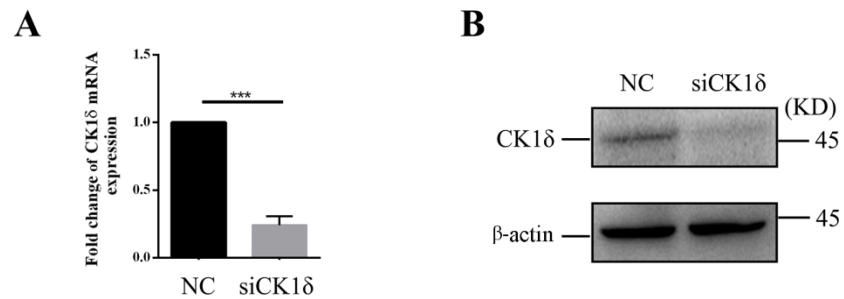 A
Fold change of CK1δ mRNA
expression
1.5
1.0
0.5
0.0
***
NC siCK1δ
B
NC siCK1δ
(KD)
CK1δ
45
45
β-actin